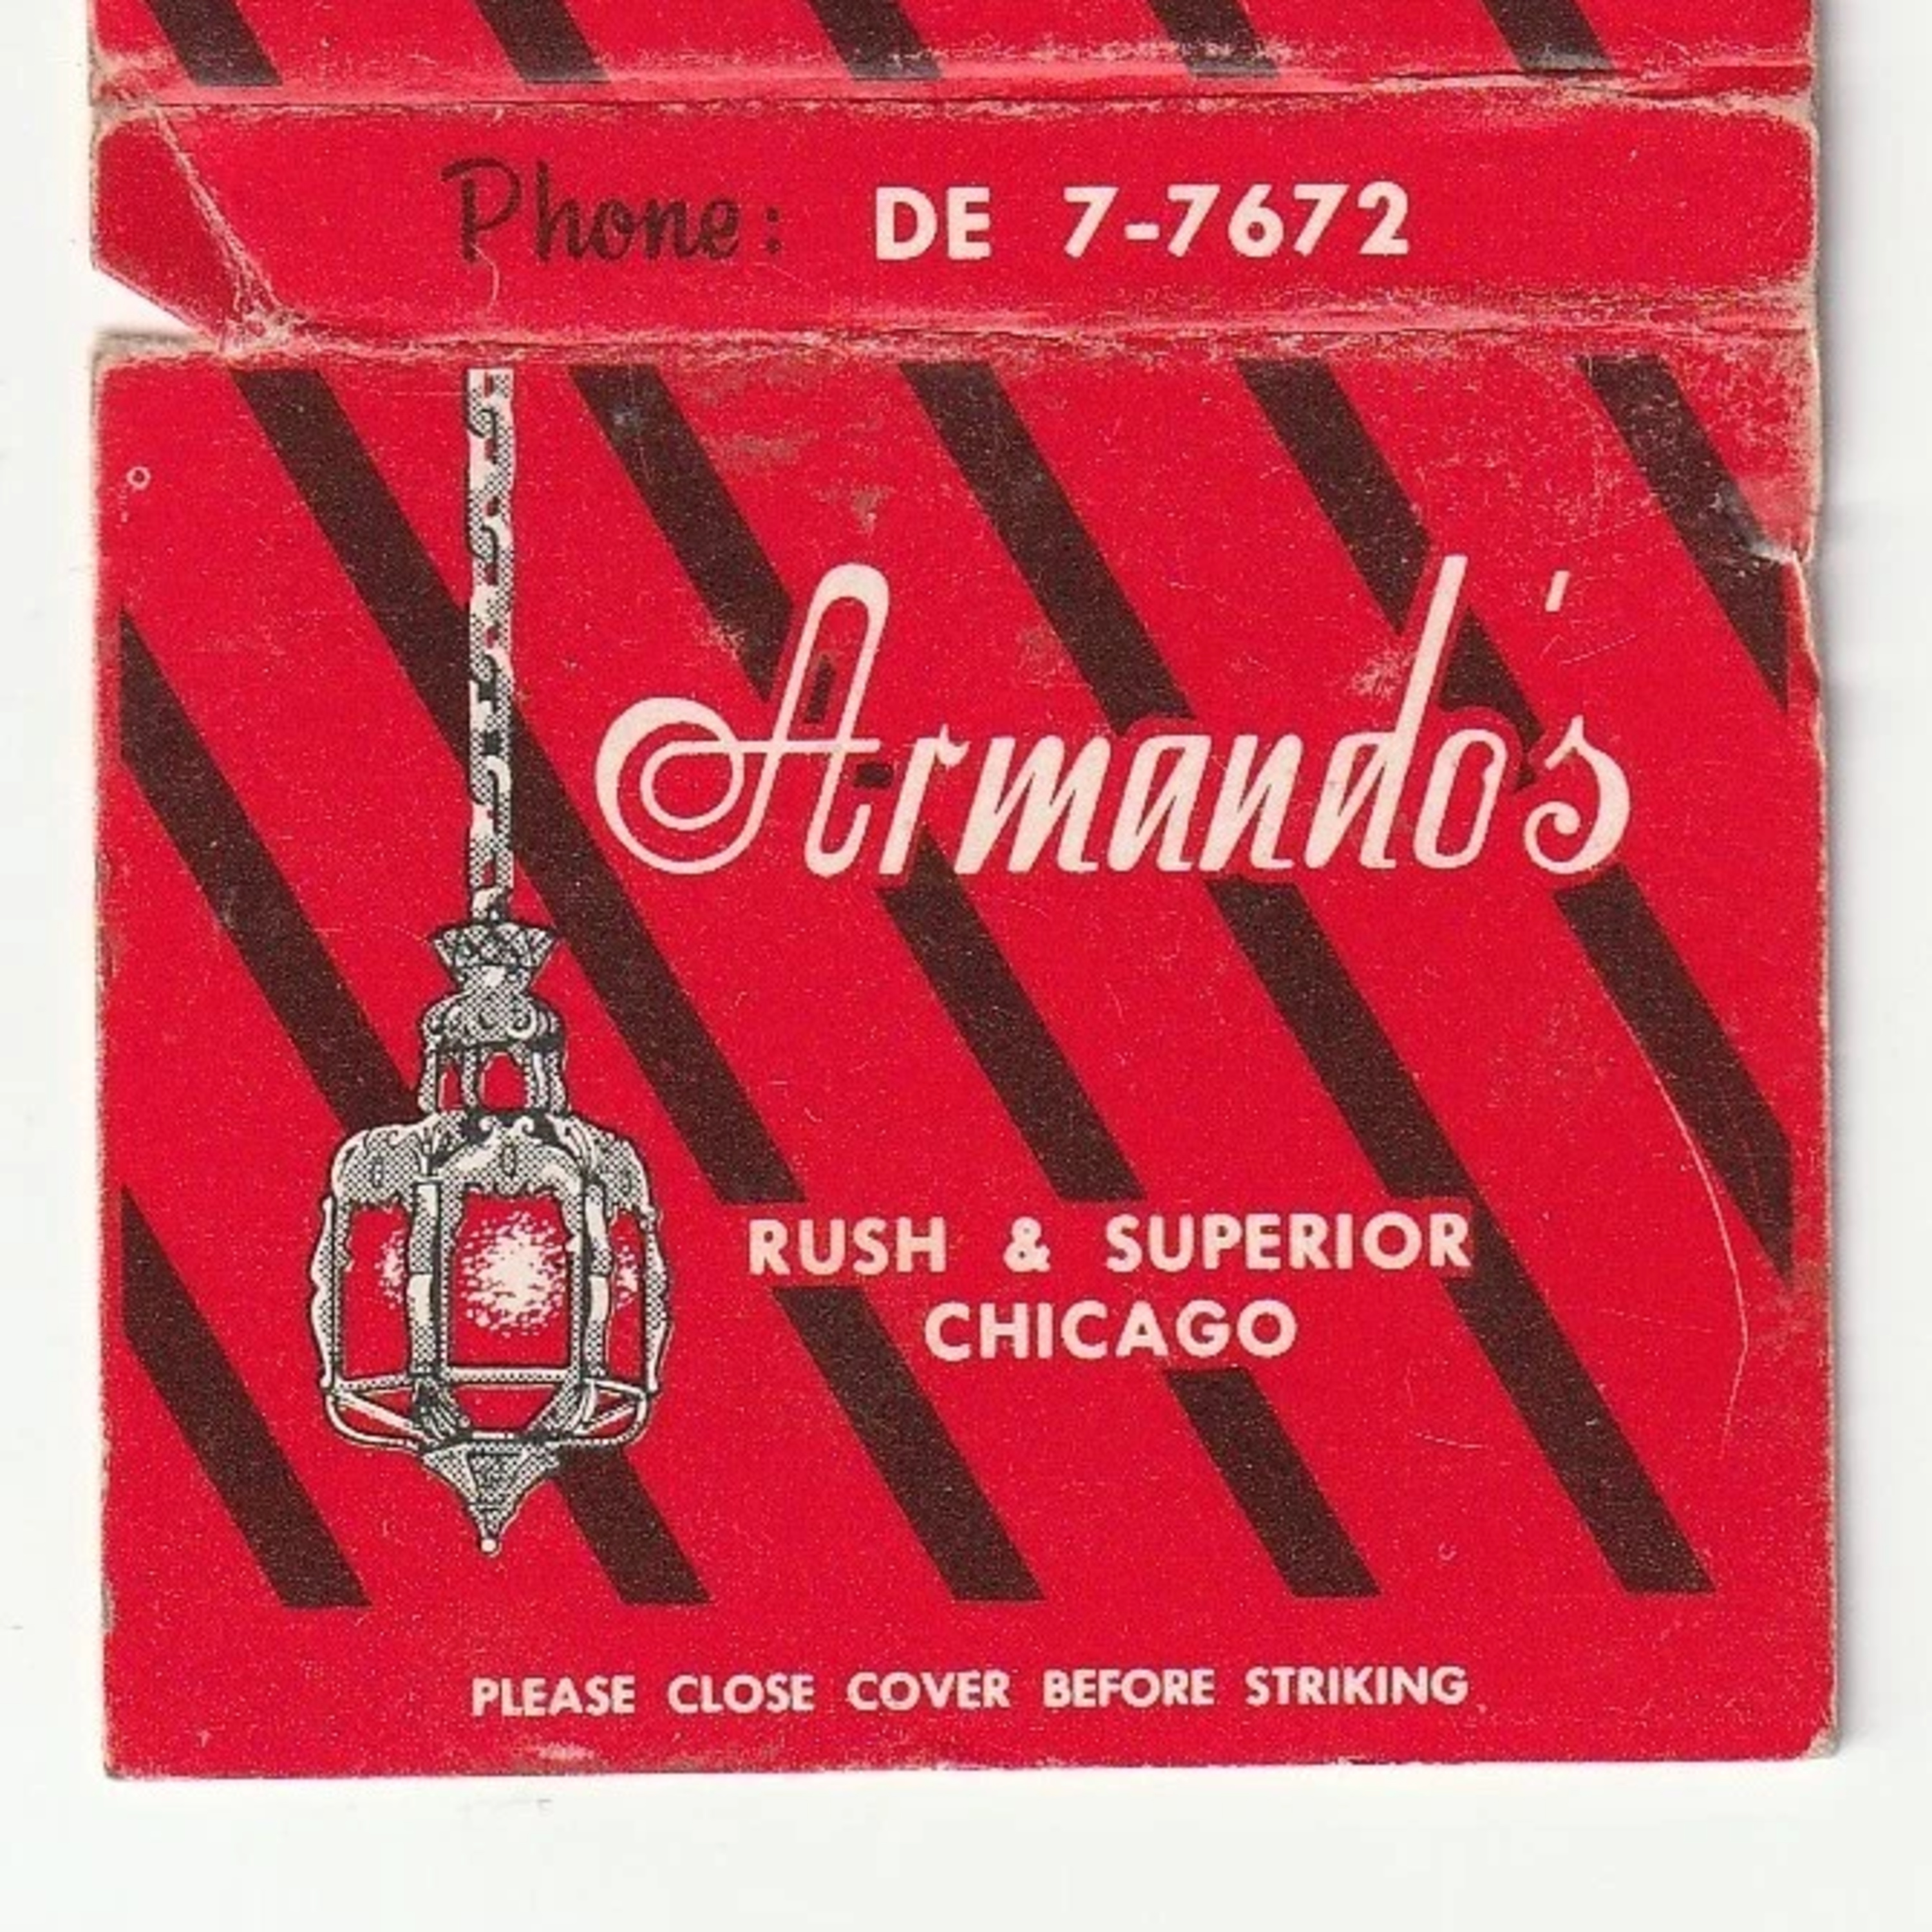 Phone: DE 7-7672
Armando's
RUSH & SUPERIOR
CHICAGO
PLEASE CLOSE COVER BEFORE STRIKING